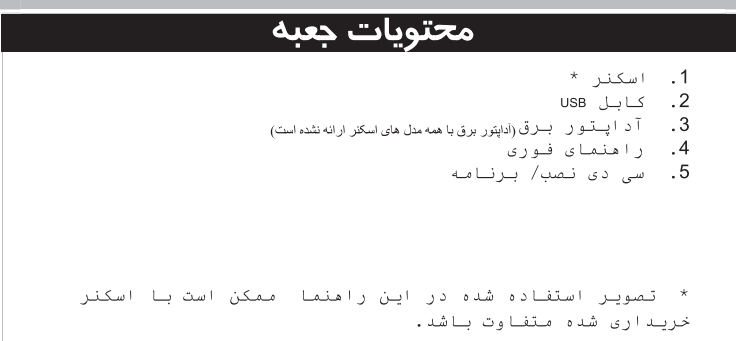 محتویات جعبه
1. اسکنر *
2. کابل USB
3. آداپتور برق (آداپتور برق با همه مدل های اسکنر ارائه نشده است)
4. راهنمای فوری
5. سی دی نصب/ برنامه
* تصویر استفاده شده در این راهنما ممکن است با اسکنر
خریداری شده متفاوت باشد.